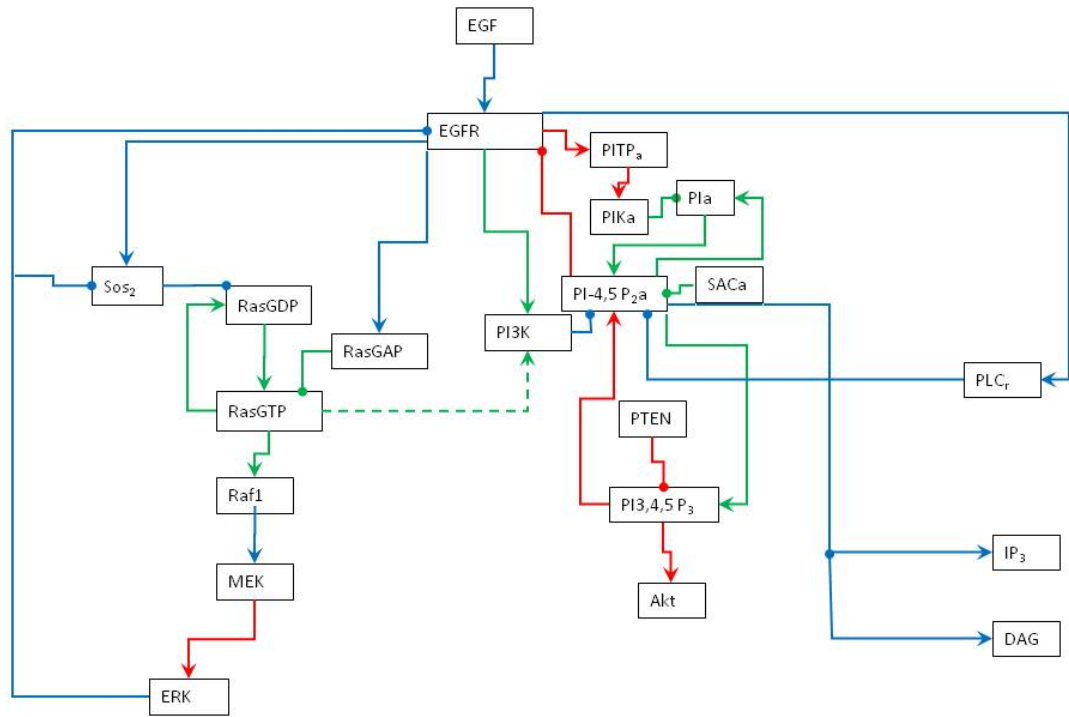 EGF
EGFR
PITPₐ
PIKa
PIa
Sos₂
PI-4,5 P₂a
SACa
RasGDP
PI3K
RasGAP
PLCᵣ
RasGTP
PTEN
Raf1
PI3,4,5 P₃
IP₃
MEK
Akt
DAG
ERK